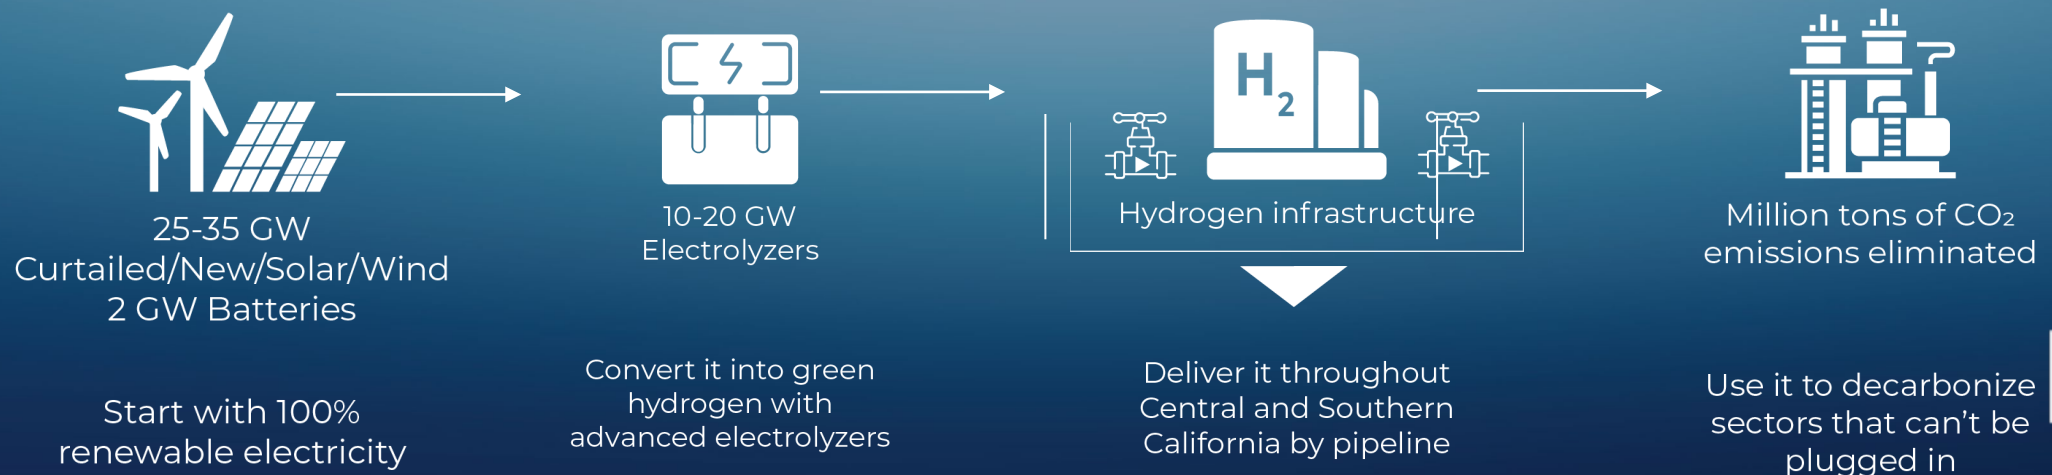 25-35 GW
Curtailed/New/Solar/Wind
2 GW Batteries
Start with 100%
renewable electricity
10-20 GW
Electrolyzers
Convert it into green
hydrogen with
advanced electrolyzers
H₂
Hydrogen infrastructure
Deliver it throughout
Central and Southern
California by pipeline
Million tons of CO₂
emissions eliminated
Use it to decarbonize
sectors that can’t be
plugged in